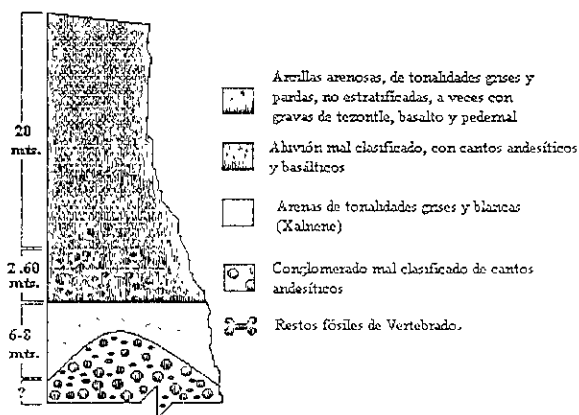 20
mts.
2.60
mts.
6-8
mts.
?
Arcillas arenosas, de tonalidades grises y
pardas, no estratificadas, a veces con
gravas de tezontle, basalto y pedernal
Aluvión mal clasificado, con cantos andesíticos
y basálticos
Arenas de tonalidades grises y blancas
(Xalnene)
Conglomerado mal clasificado de cantos
andesíticos
Restos fósiles de Vertebrado.